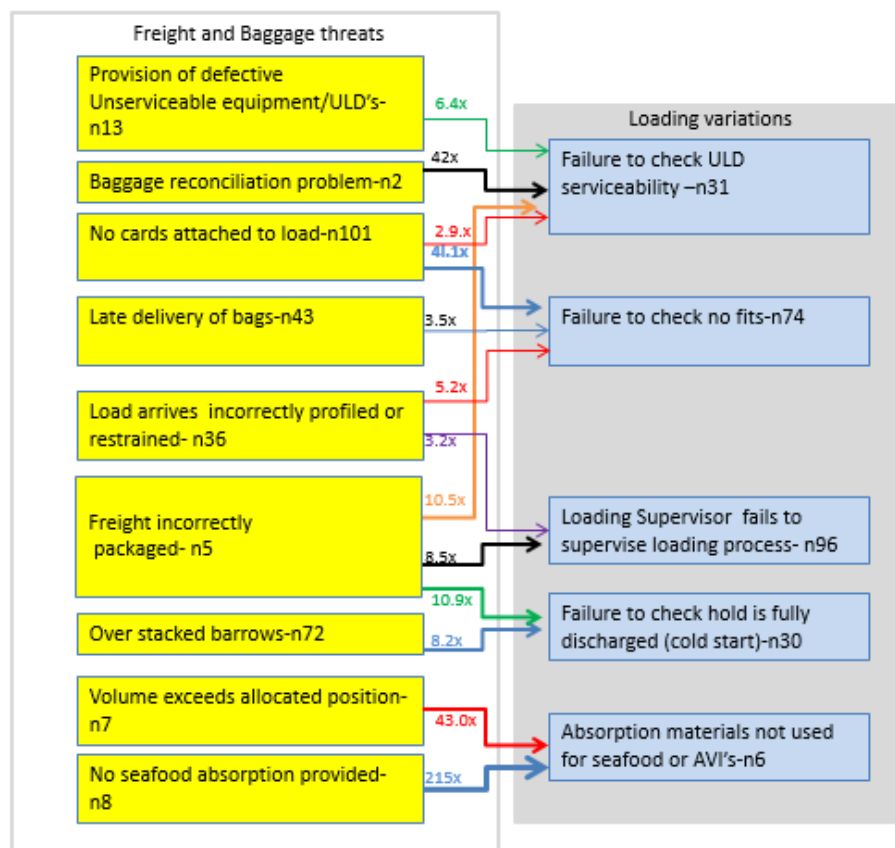 Freight and Baggage threats
Provision of defective
Unserviceable equipment/ULD's-
n13
6.4x
Loading variations
Failure to check ULD
serviceability –n31
42x
Baggage reconciliation problem-n2
No cards attached to load-n101
2.9.x
41.1x
Late delivery of bags-n43
3.5x
Failure to check no fits-n74
5.2x
Load arrives incorrectly profiled or
restrained- n36
3.2x
10.5x
Freight incorrectly
packaged- n5
Loading Supervisor fails to
supervise loading process- n96
8.5x
10.9x
Failure to check hold is fully
discharged (cold start)-n30
Over stacked barrows-n72
8.2x
Volume exceeds allocated position-
n7
43.0x
Absorption materials not used
for seafood or AVI's-n6
No seafood absorption provided-
n8
215x